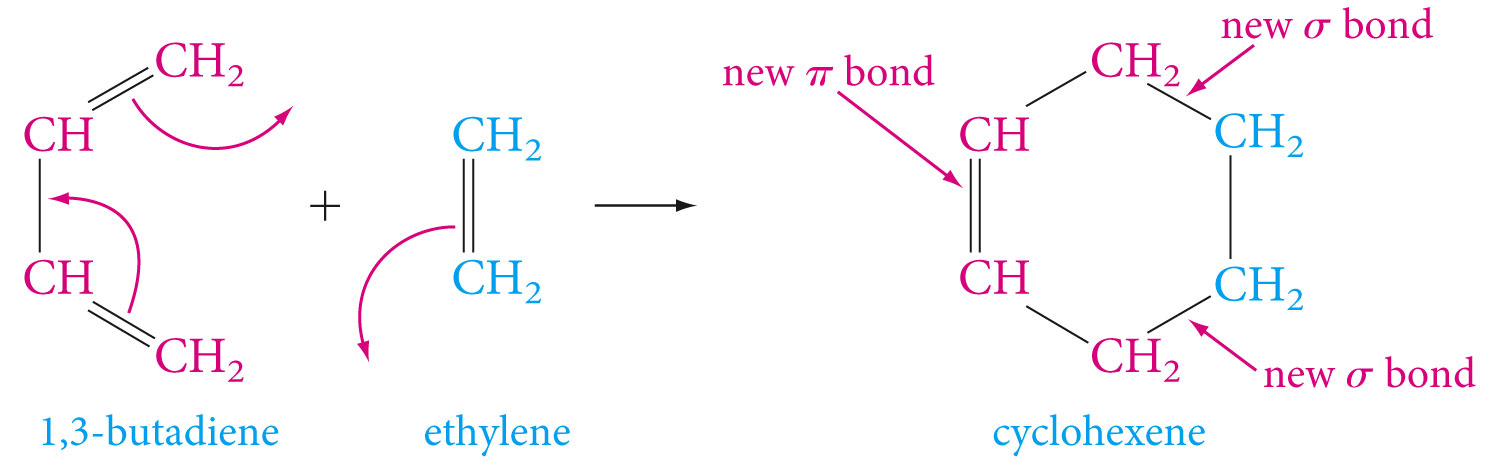 new σ bond
CH₂
CH₂
new π bond
CH
CH₂
CH
CH₂
+
CH
CH₂
CH
CH₂
CH₂
CH₂
new σ bond
1,3-butadiene
ethylene
cyclohexene